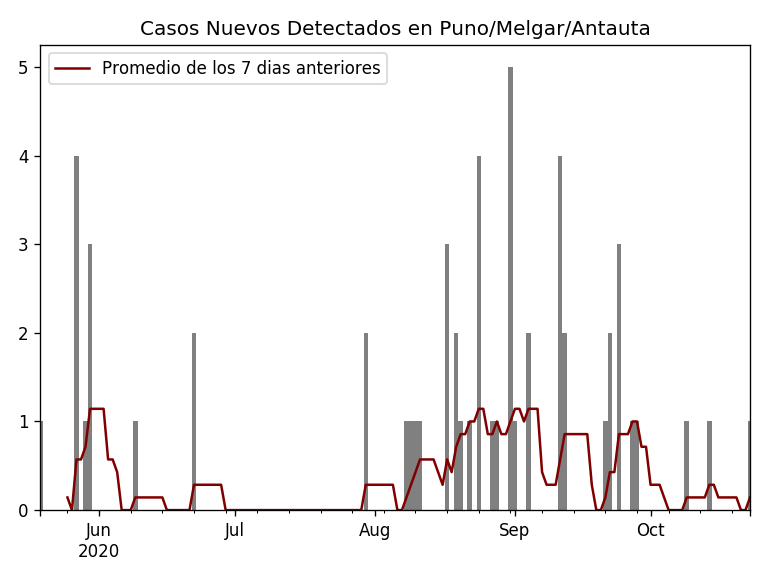 Casos Nuevos Detectados en Puno/Melgar/Antauta
Promedio de los 7 dias anteriores
5
4
3
2
1
0
Jun Jul Aug Sep Oct
2020